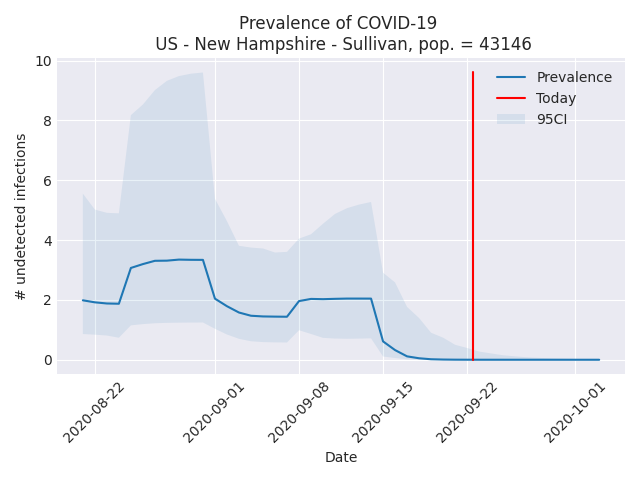 Prevalence of COVID-19
US - New Hampshire - Sullivan, pop. = 43146
# undetected infections
10
8
6
4
2
0
Prevalence
Today
95CI
2020-08-22
2020-09-01
2020-09-08
2020-09-15
2020-09-22
2020-10-01
Date